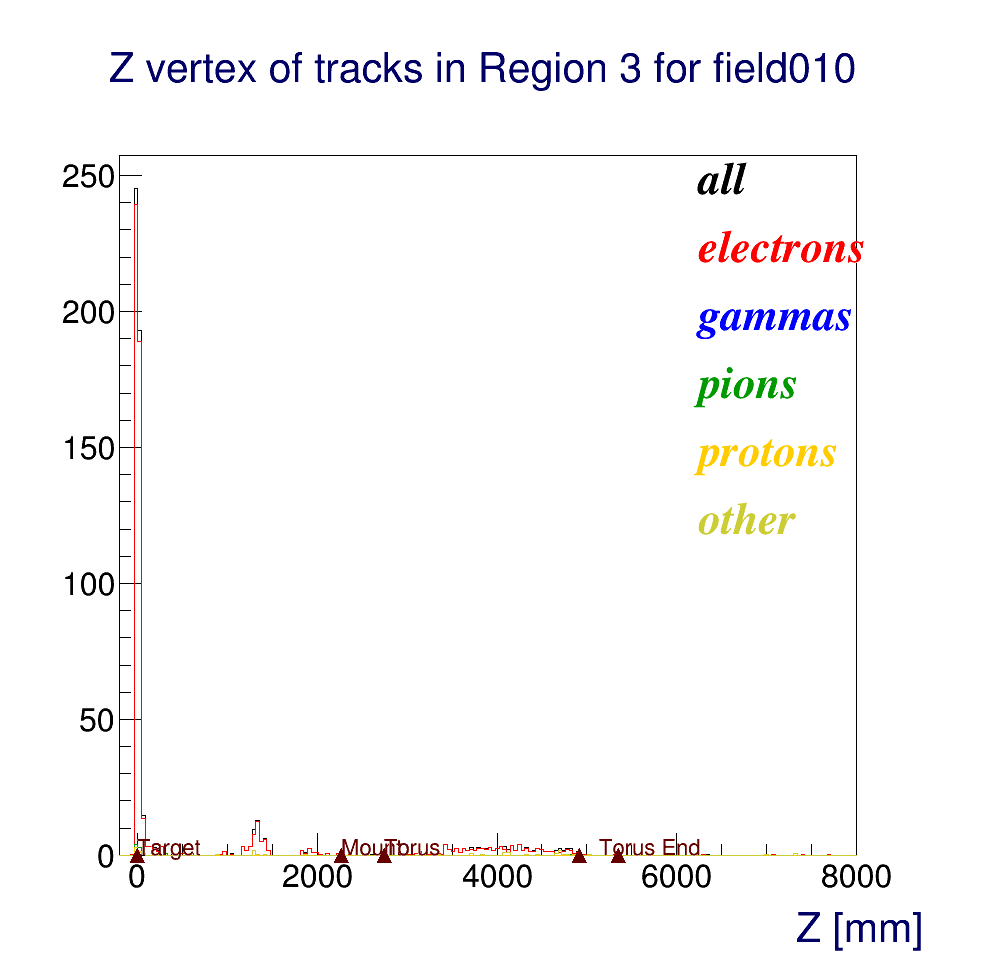 Z vertex of tracks in Region 3 for field010
250
200
150
100
50
0
all
electrons
gammas
pions
protons
other
Target
Mount
Torus
Torus End
0
2000
4000
6000
8000
Z [mm]